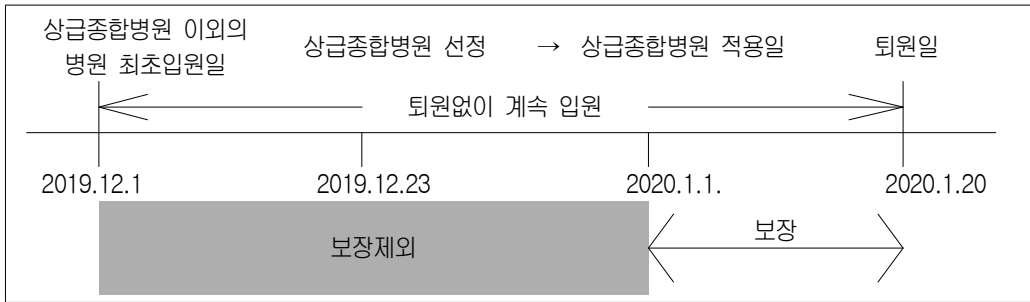 상급종합병원 이외의
병원 최초입원일
상급종합병원 선정 → 상급종합병원 적용일
퇴원일
퇴원없이 계속 입원
2019.12.1
2019.12.23
2020.1.1.
2020.1.20
보장제외
보장